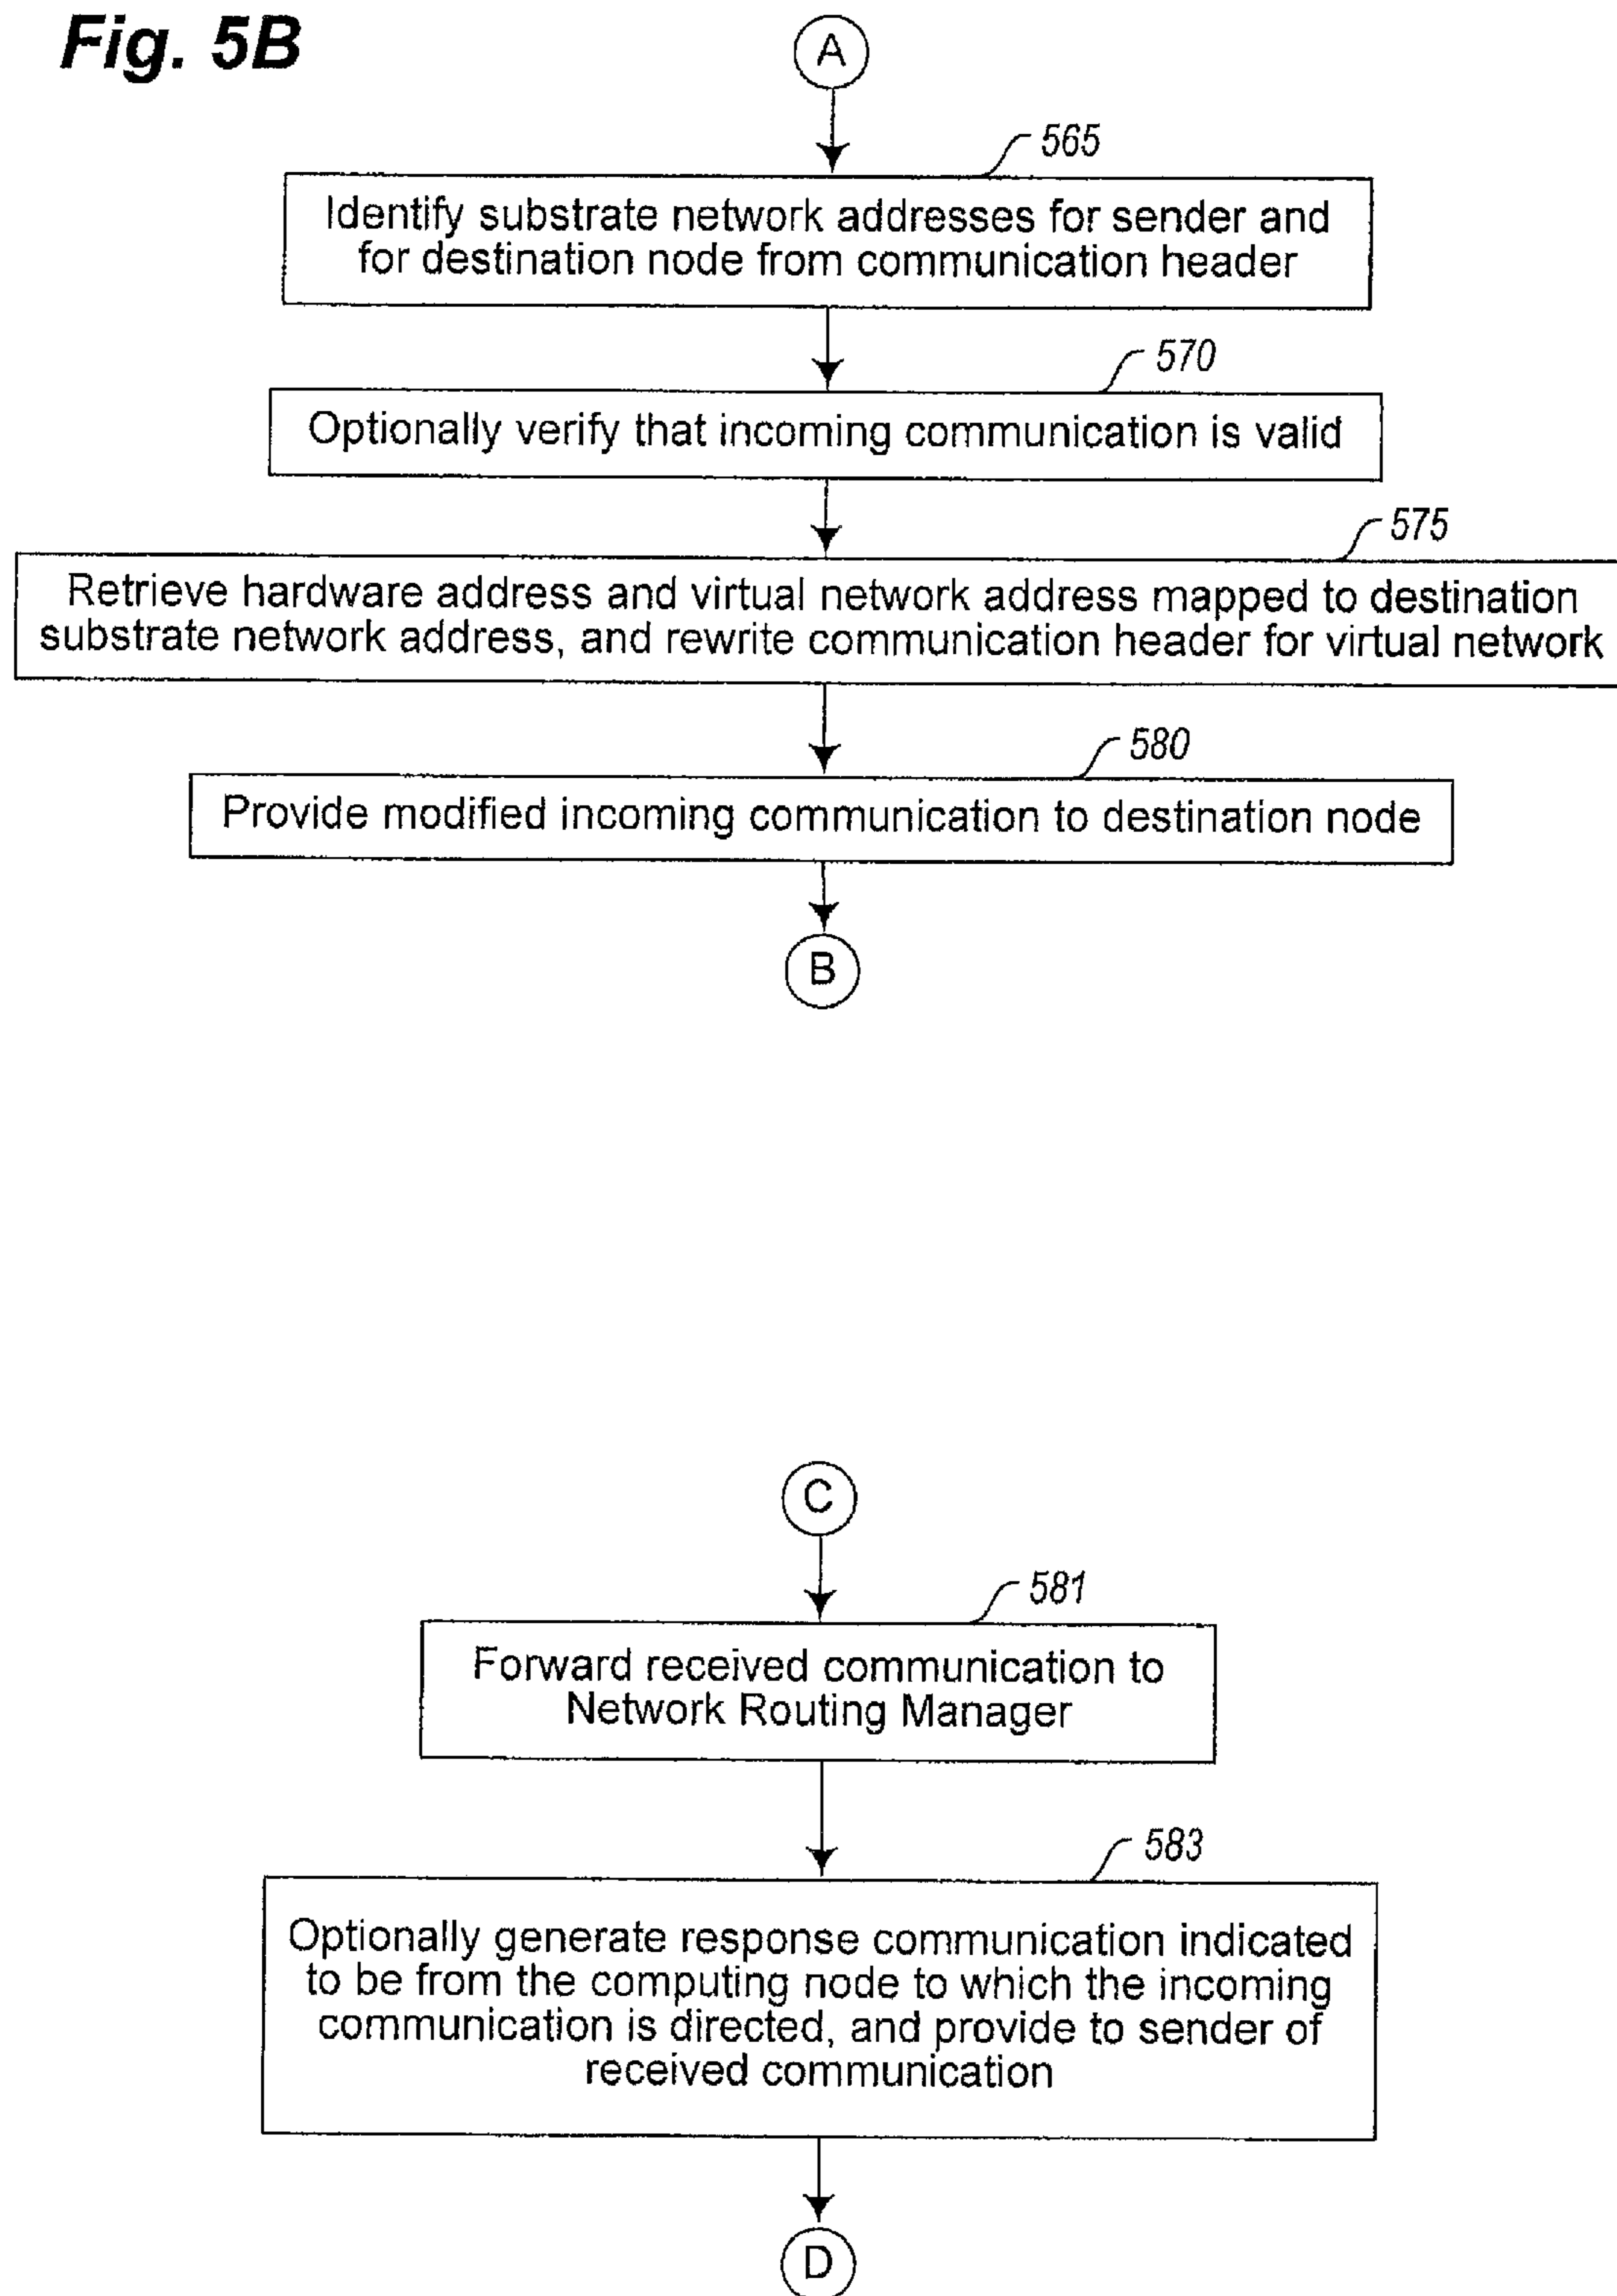 Fig. 5B
A
565
Identify substrate network addresses for sender and
for destination node from communication header
570
Optionally verify that incoming communication is valid
575
Retrieve hardware address and virtual network address mapped to destination
substrate network address, and rewrite communication header for virtual network
580
Provide modified incoming communication to destination node
B
C
581
Forward received communication to
Network Routing Manager
583
Optionally generate response communication indicated
to be from the computing node to which the incoming
communication is directed, and provide to sender of
received communication
D